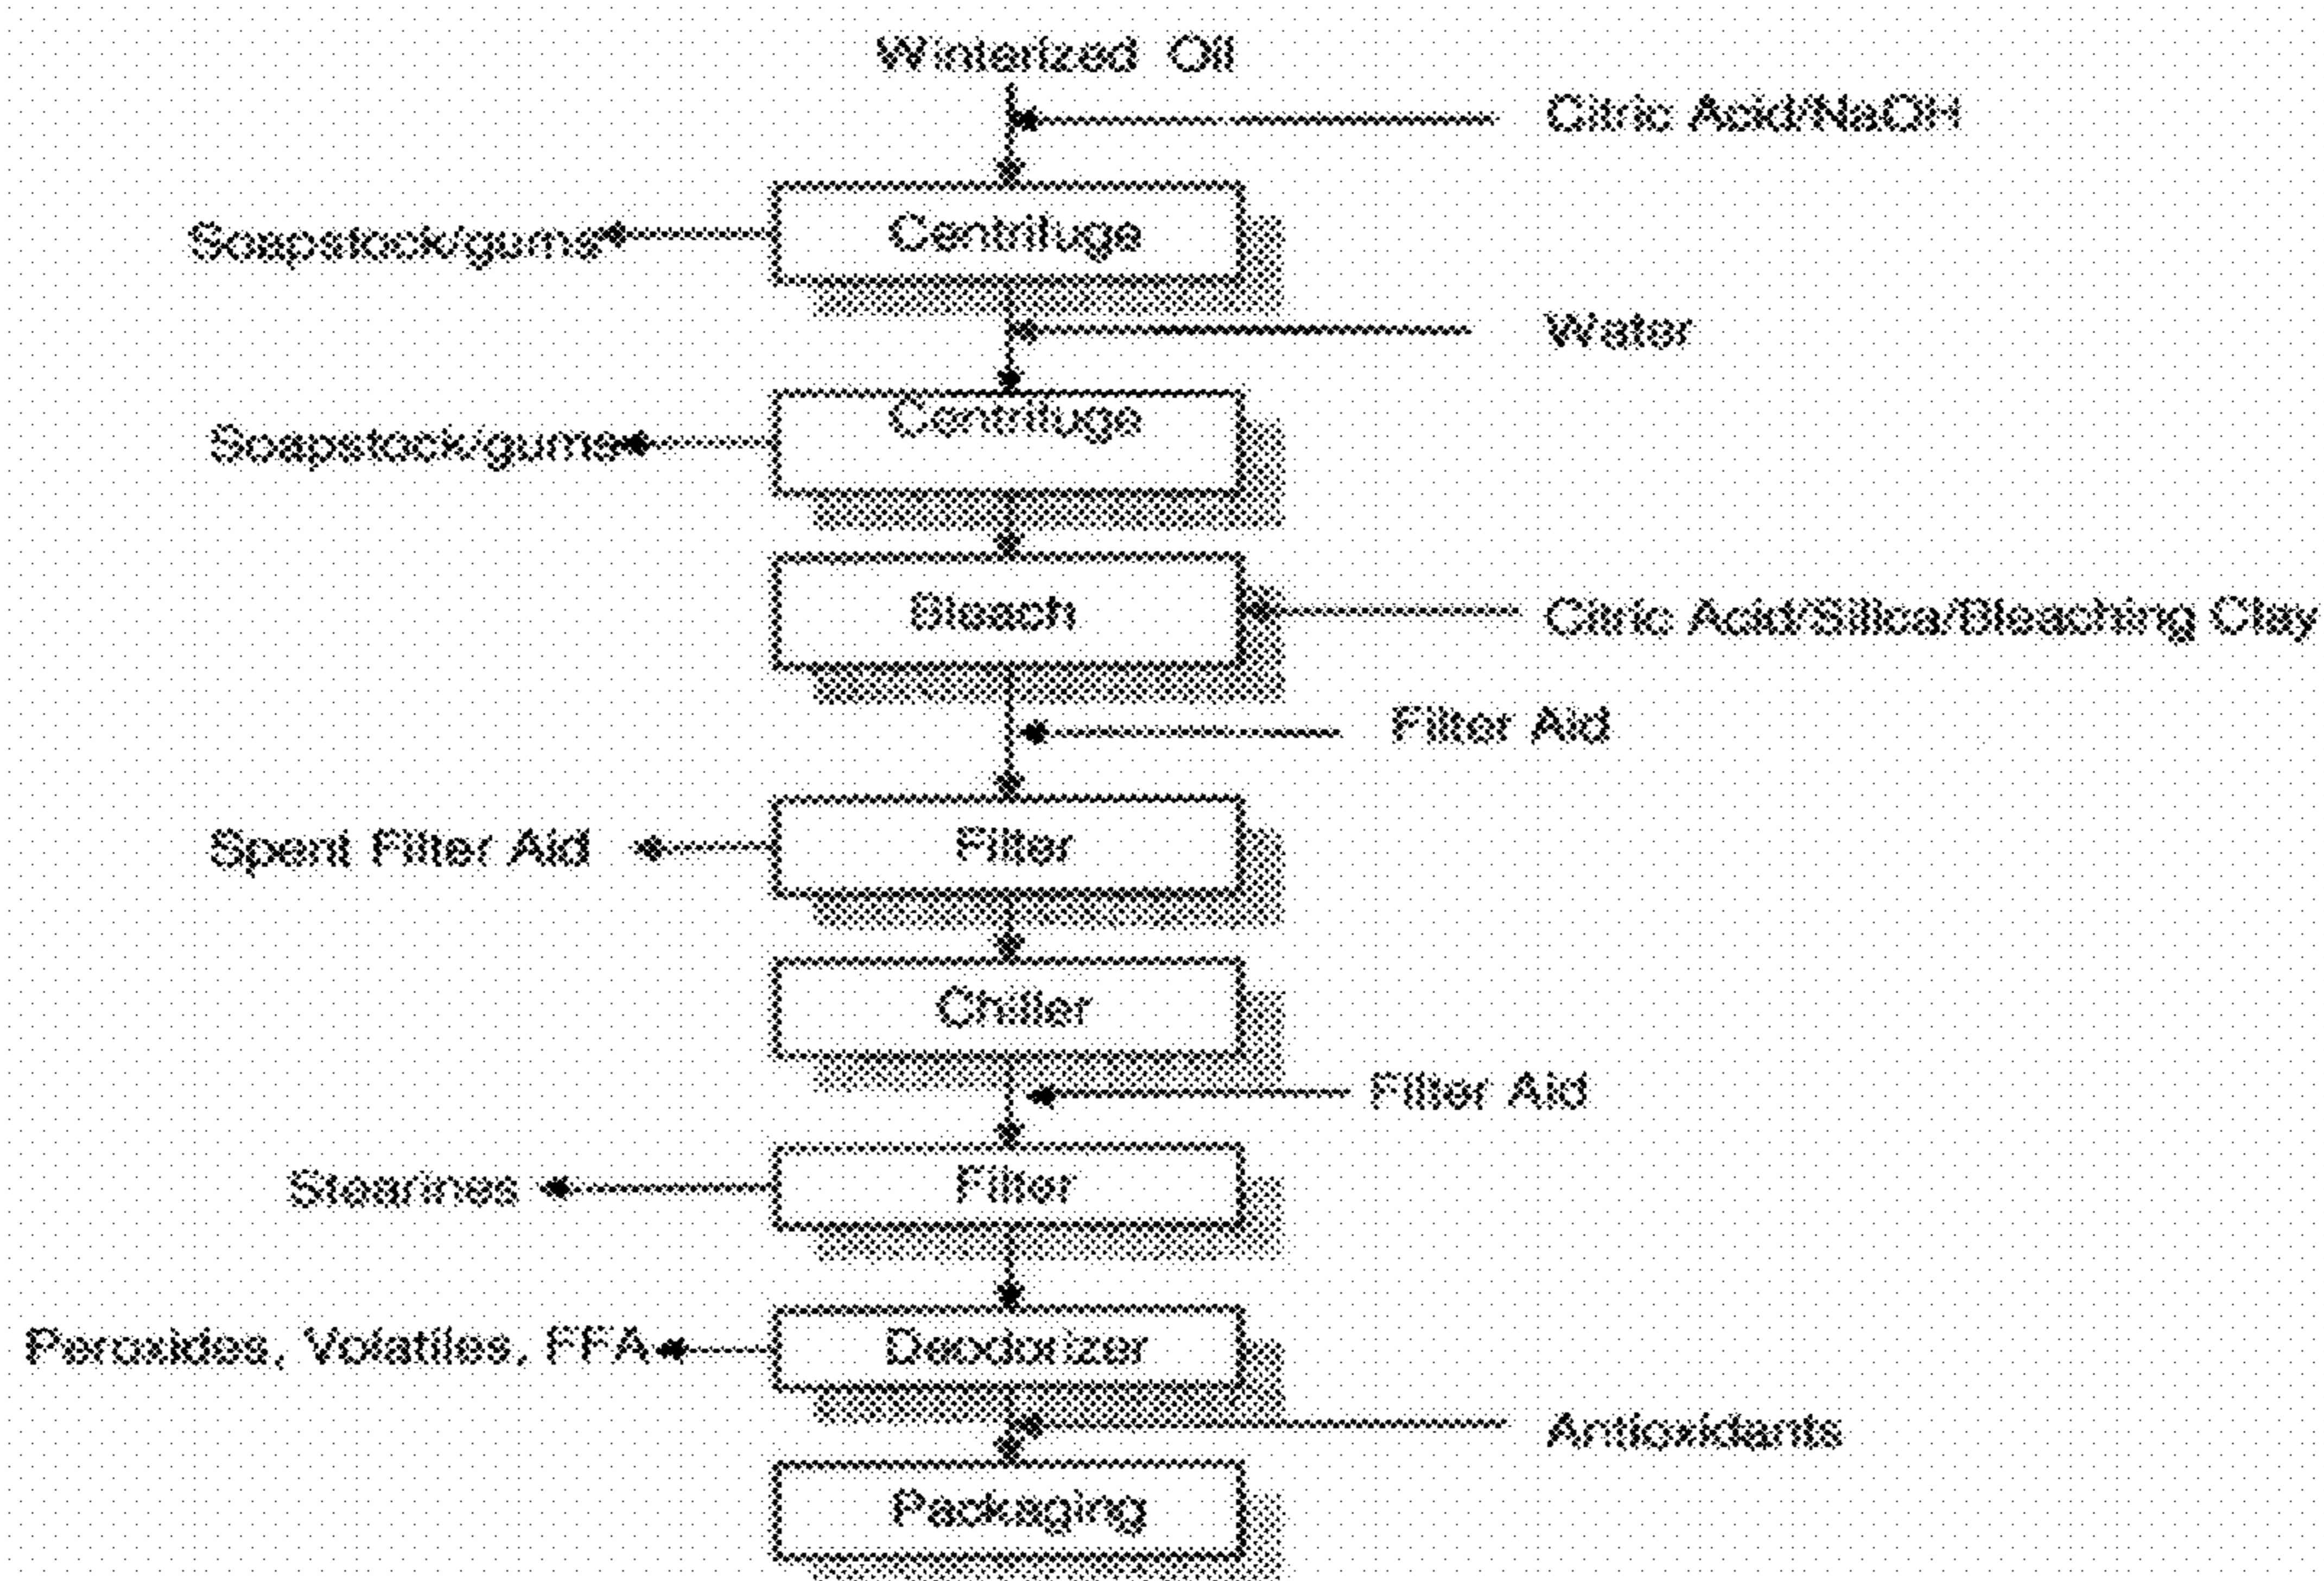 Winterized Oil
Citric Acid/NaOH
Centrifuge
Soapstock/gums
Water
Centrifuge
Soapstock/gums
Bleach
Citric Acid/Silica/Bleaching Clay
Filter Aid
Spent Filter Aid
Filter
Chiller
Filter Aid
Stearines
Filter
Peroxides, Volatiles, FFA
Deodorizer
Antioxidants
Packaging